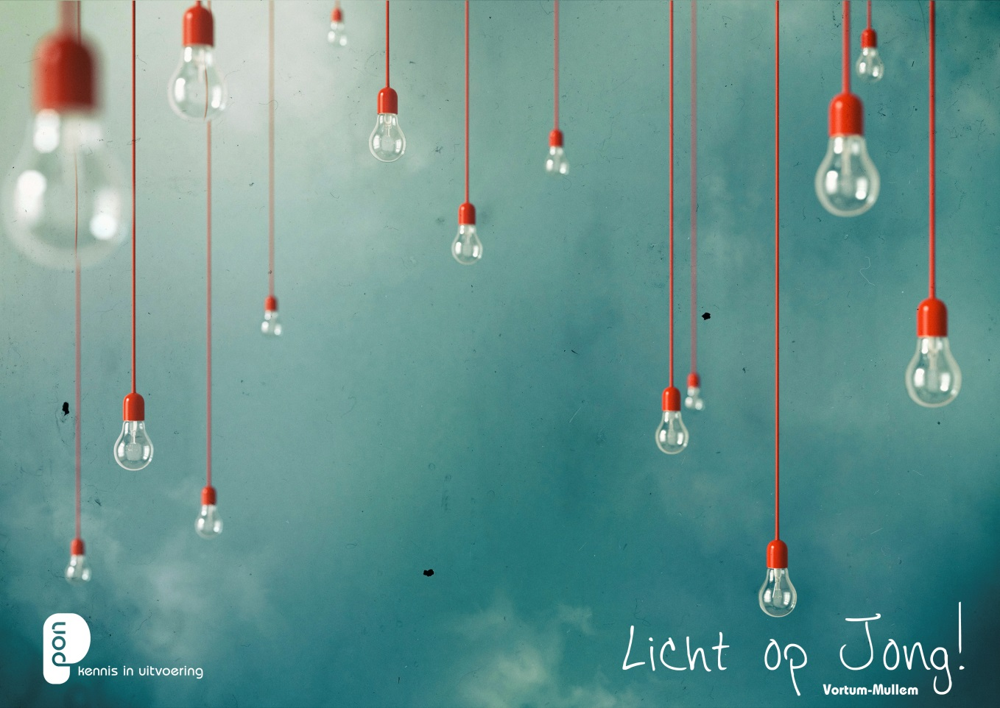 pon
kennis in uitvoering
Licht op Jong!
Vortum-Mullem